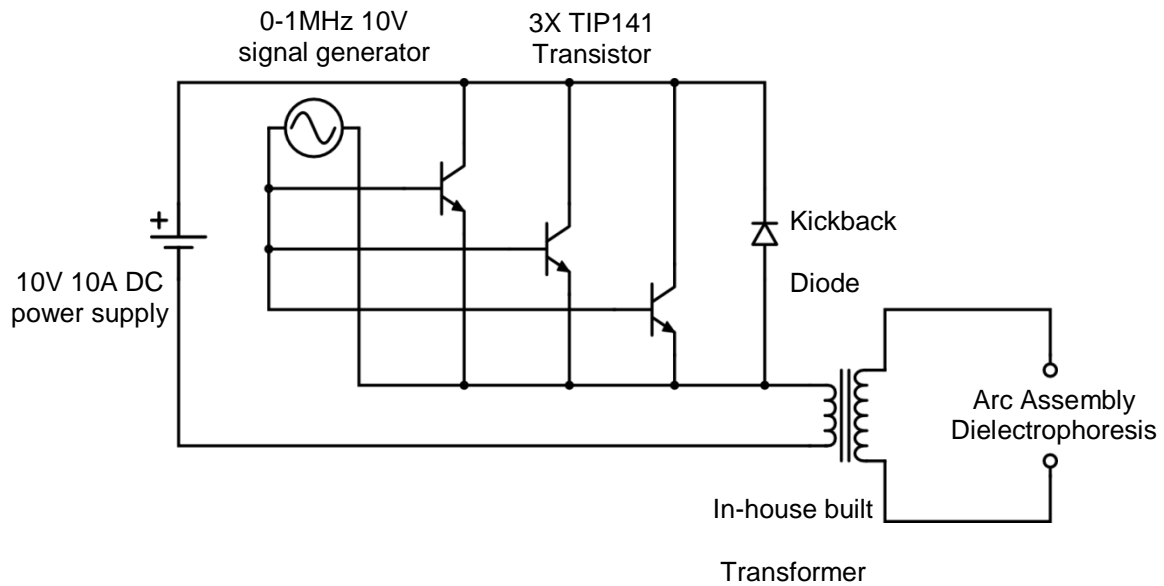 0-1MHz 10V
signal generator
3X TIP141
Transistor
+
10V 10A DC
power supply
Kickback
Diode
Arc Assembly
Dielectrophoresis
In-house built
Transformer